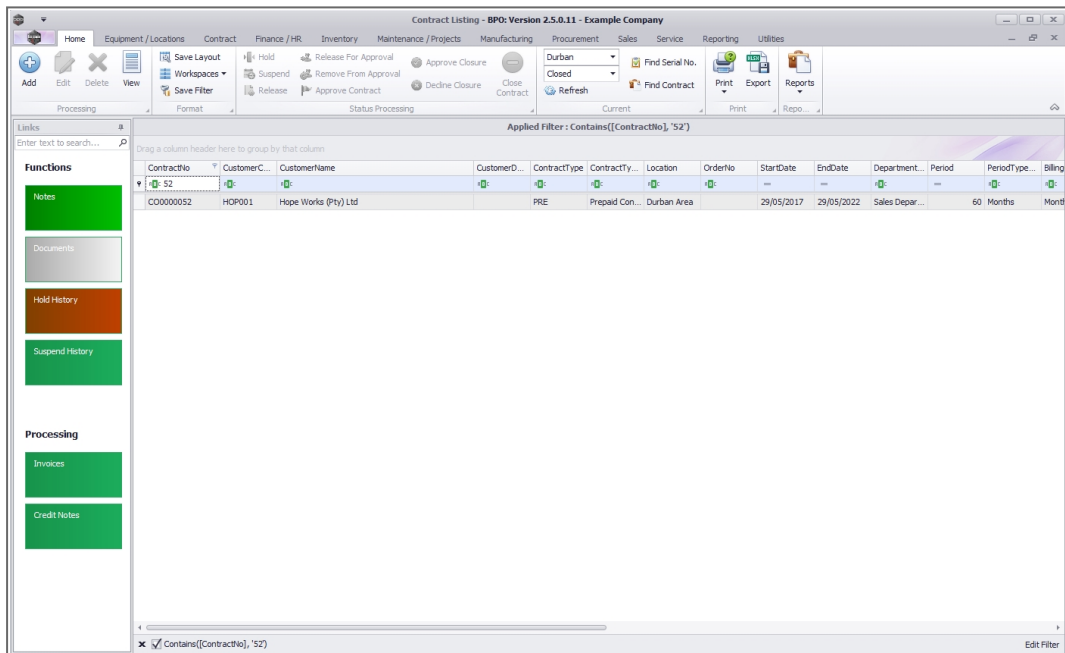 Contract Listing - BPO: Version 2.5.0.11 - Example Company
Home Equipment / Locations Contract Finance / HR Inventory Maintenance / Projects Manufacturing Procurement Sales Service Reporting Utilities
Save Layout Hold Release For Approval Approve Closure Durban Find Serial No.
Add Edit Delete View Workspaces Suspend Remove From Approval Closed Print Export Reports
Save Filter Release Approve Contract Decline Closure Close Contract Refresh Find Contract
Processing Format Status Processing Current Print Repo...
Links Applied Filter : Contains([ContractNo], '52')
Enter text to search... Drag a column header here to group by that column
Functions
ContractNo CustomerC... CustomerName CustomerD... ContractType ContractTy... Location OrderNo StartDate EndDate Department... Period PeriodType... Billing
52
CO0000052 HOP001 Hope Works (Pty) Ltd PRE Prepaid Con... Durban Area 29/05/2017 29/05/2022 Sales Depar... 60 Months Mont
Notes
Documents
Hold History
Suspend History
Processing
Invoices
Credit Notes
Contains([ContractNo], '52') Edit Filter